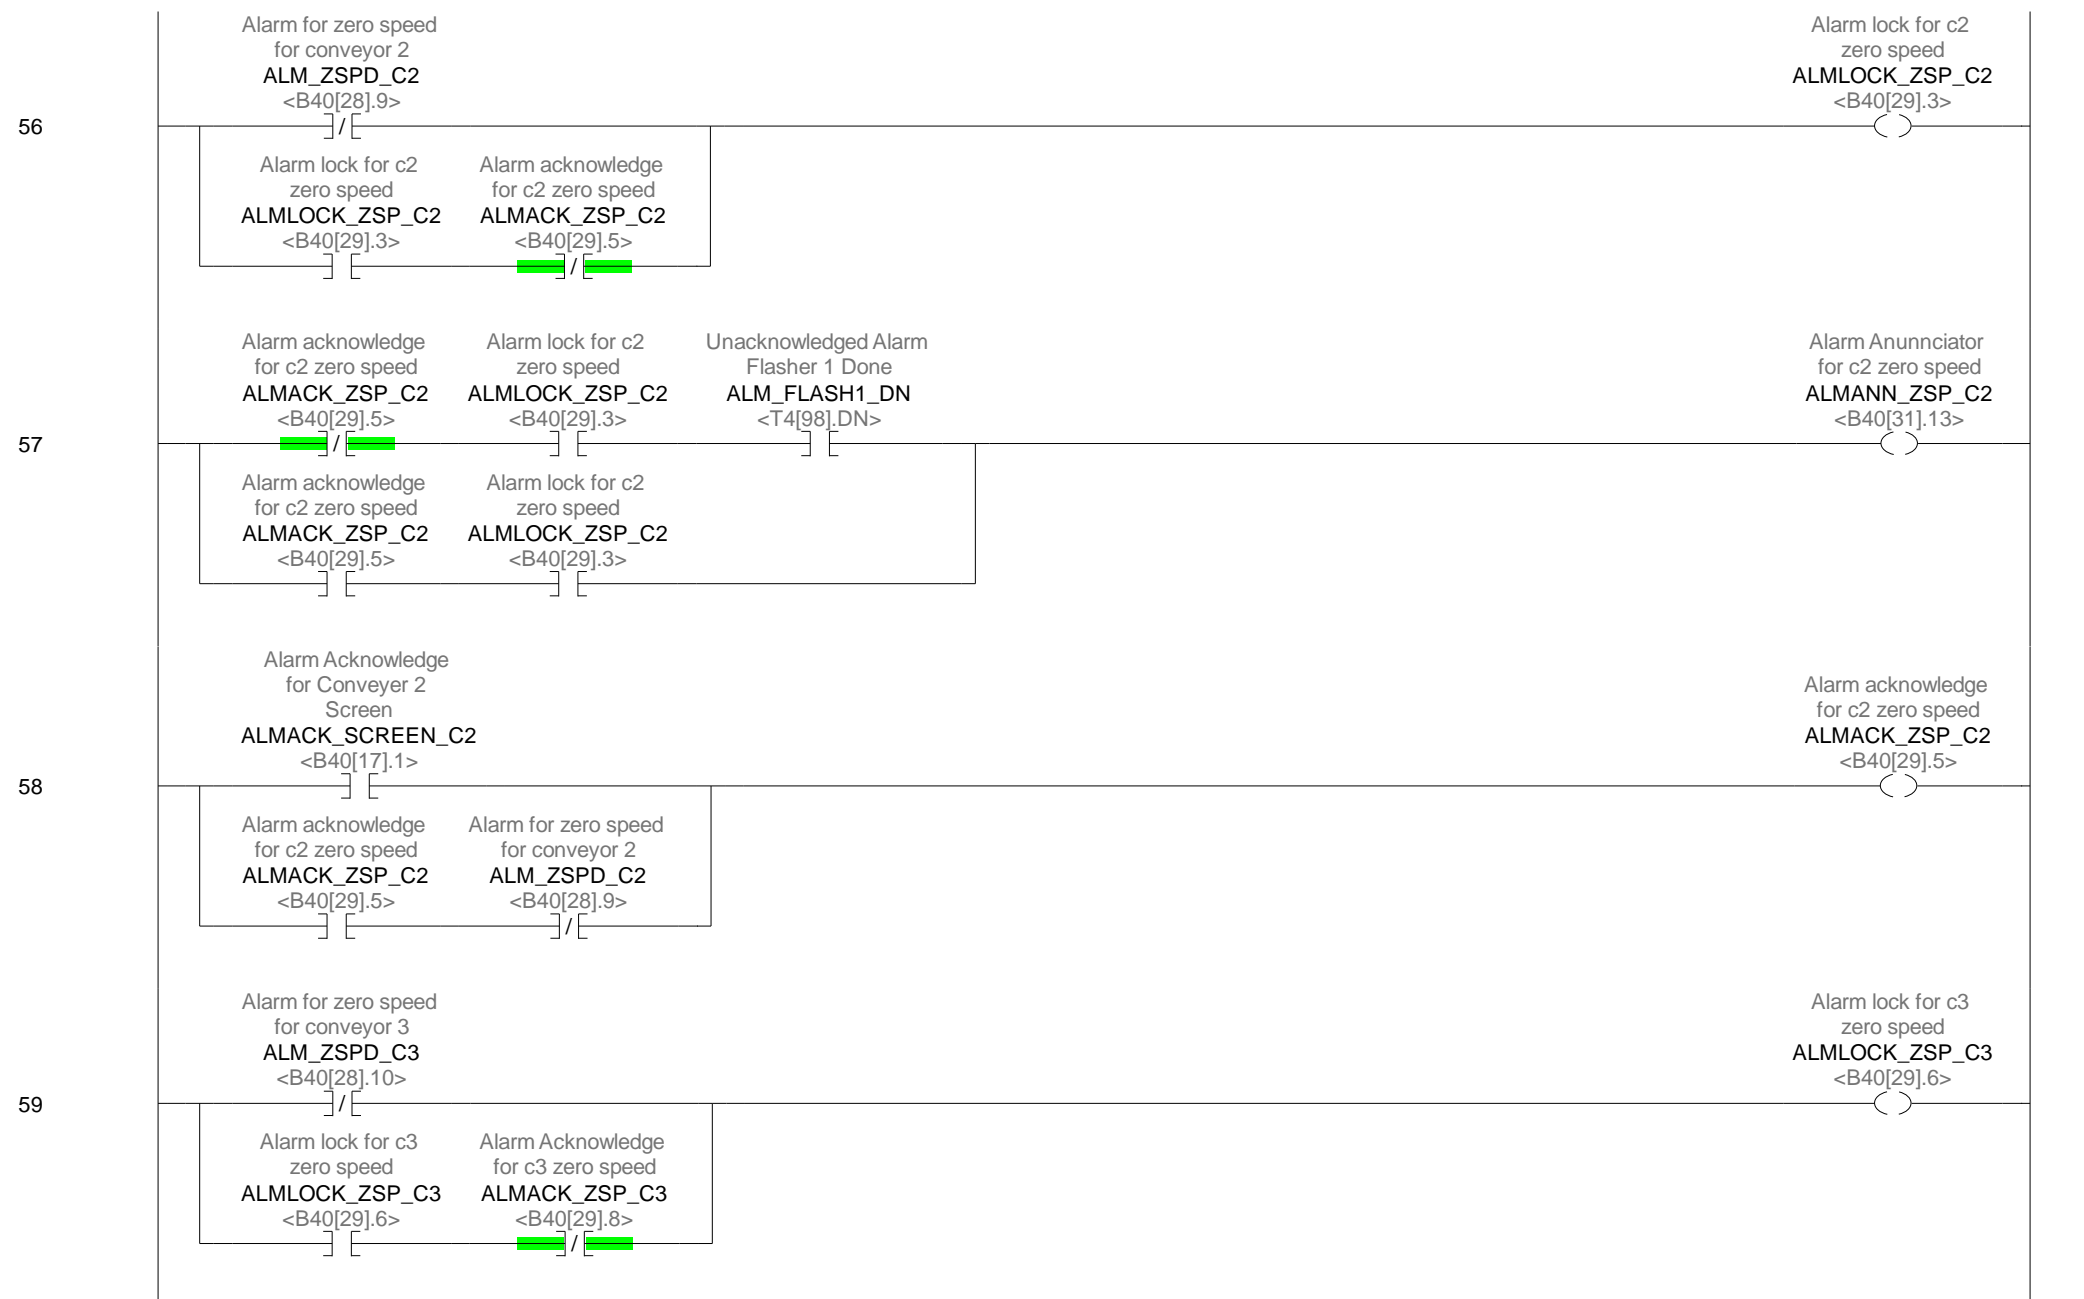 Alarm for zero speed
for conveyor 2
ALM_ZSPD_C2
<B40[28].9>
Alarm lock for c2
zero speed
ALMLOCK_ZSP_C2
<B40[29].3>
56
/
Alarm lock for c2
zero speed
ALMLOCK_ZSP_C2
<B40[29].3>
Alarm acknowledge
for c2 zero speed
ALMACK_ZSP_C2
<B40[29].5>
/
Alarm acknowledge
for c2 zero speed
ALMACK_ZSP_C2
<B40[29].5>
Alarm lock for c2
zero speed
ALMLOCK_ZSP_C2
<B40[29].3>
Unacknowledged Alarm
Flasher 1 Done
ALM_FLASH1_DN
<T4[98].DN>
Alarm Anunnciator
for c2 zero speed
ALMANN_ZSP_C2
<B40[31].13>
57
/
Alarm acknowledge
for c2 zero speed
ALMACK_ZSP_C2
<B40[29].5>
Alarm lock for c2
zero speed
ALMLOCK_ZSP_C2
<B40[29].3>
Alarm Acknowledge
for Conveyer 2
Screen
ALMACK_SCREEN_C2
<B40[17].1>
Alarm acknowledge
for c2 zero speed
ALMACK_ZSP_C2
<B40[29].5>
58
Alarm acknowledge
for c2 zero speed
ALMACK_ZSP_C2
<B40[29].5>
Alarm for zero speed
for conveyor 2
ALM_ZSPD_C2
<B40[28].9>
/
Alarm for zero speed
for conveyor 3
ALM_ZSPD_C3
<B40[28].10>
Alarm lock for c3
zero speed
ALMLOCK_ZSP_C3
<B40[29].6>
59
/
Alarm lock for c3
zero speed
ALMLOCK_ZSP_C3
<B40[29].6>
Alarm Acknowledge
for c3 zero speed
ALMACK_ZSP_C3
<B40[29].8>
/